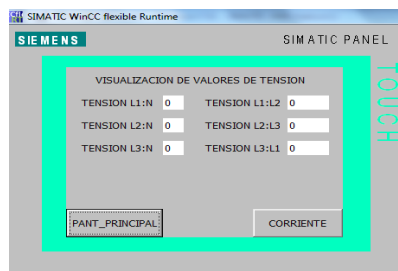 SIMATIC WinCC flexible Runtime
SIEMENS SIMATIC PANEL
TOUCH
VISUALIZACION DE VALORES DE TENSION
TENSION L1:N 0 TENSION L1:L2 0
TENSION L2:N 0 TENSION L2:L3 0
TENSION L3:N 0 TENSION L3:L1 0
PANT_PRINCIPAL CORRIENTE